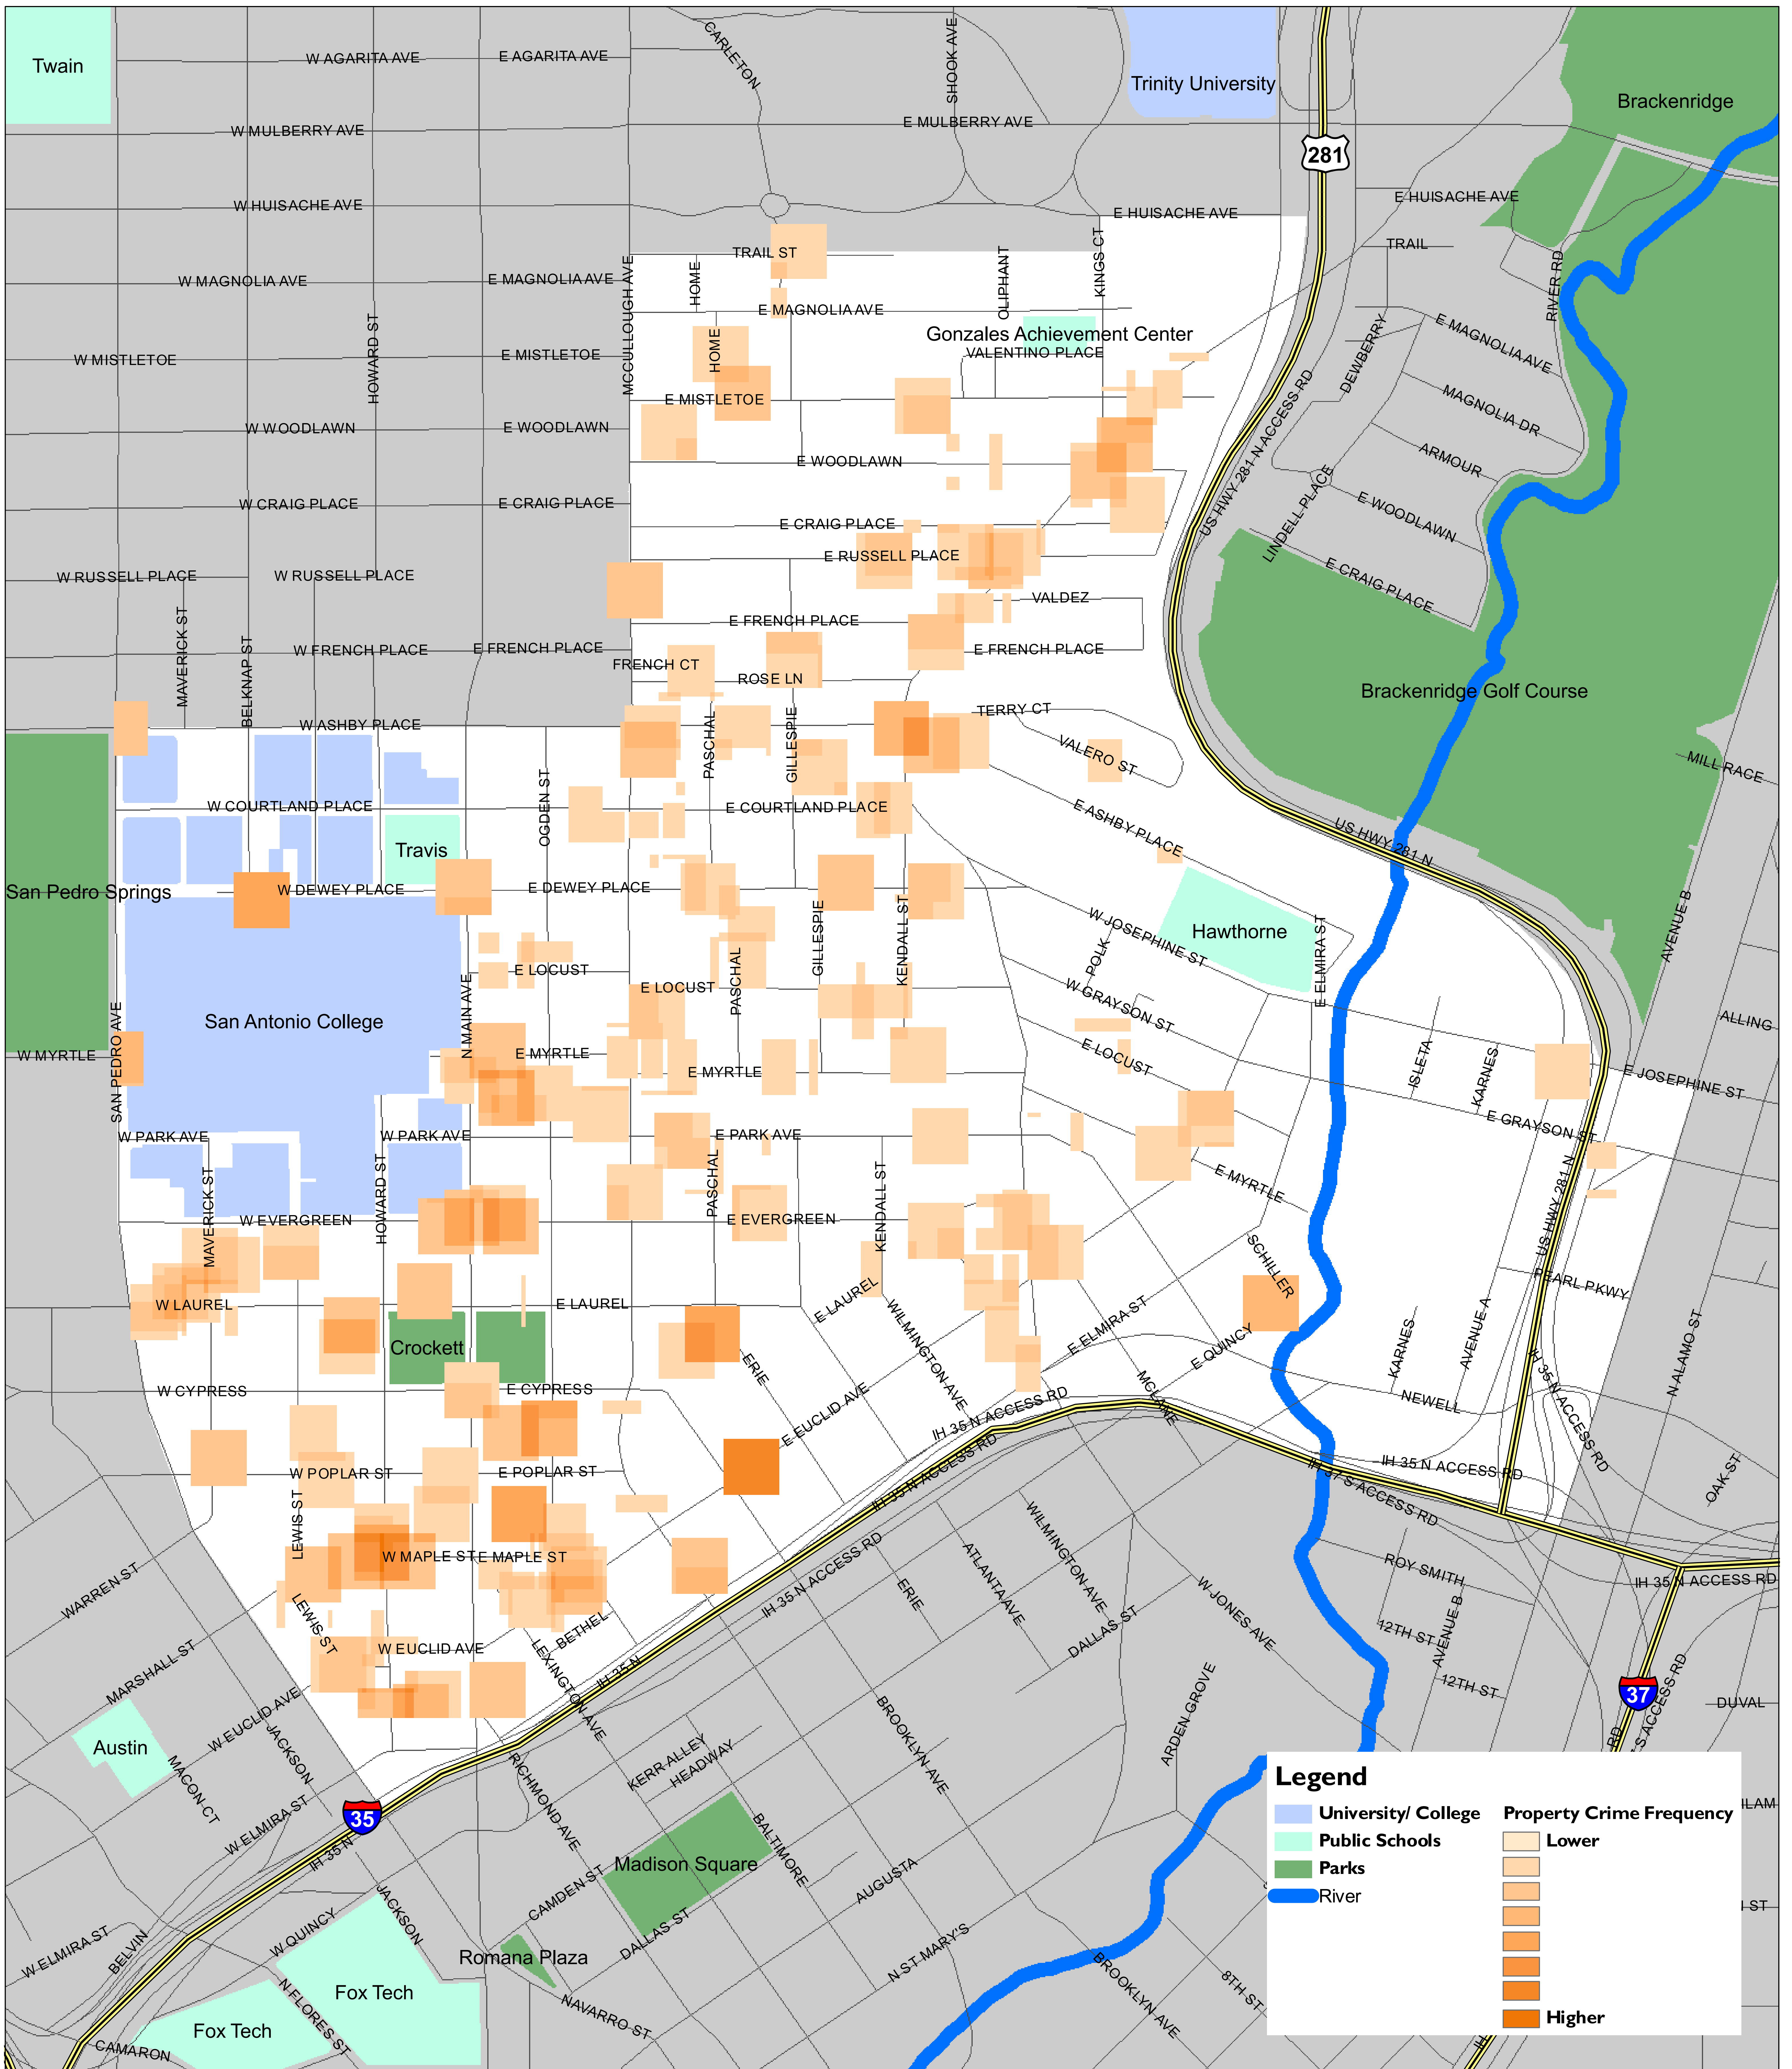 Twain
W AGARITA AVE
E AGARITA AVE
CARLETON
SHOOK AVE
Trinity University
Brackenridge
W MULBERRY AVE
E MULBERRY AVE
281
W HUISACHE AVE
E HUISACHE AVE
E HUISACHE AVE
TRAIL ST
TRAIL
W MAGNOLIA AVE
E MAGNOLIA AVE
MCCULLOUGH AVE
HOME
OLIPHANT
KINGS CT
RIVER RD
E MAGNOLIA AVE
HOWARD ST
HOME
Gonzales Achievement Center
VALENTINO PLACE
DEWBERRY
E MAGNOLIA AVE
W MISTLETOE
E MISTLETOE
E MISTLETOE
MAGNOLIA DR
W WOODLAWN
E WOODLAWN
E WOODLAWN
US HWY 281 N ACCESS RD
ARMOUR
W CRAIG PLACE
E CRAIG PLACE
E CRAIG PLACE
LINDELL PLACE
E WOODLAWN
E RUSSELL PLACE
E CRAIG PLACE
W RUSSELL PLACE
W RUSSELL PLACE
VALDEZ
MAVERICK ST
BELKNAP ST
E FRENCH PLACE
W FRENCH PLACE
E FRENCH PLACE
E FRENCH PLACE
FRENCH CT
ROSE LN
Brackenridge Golf Course
W ASHBY PLACE
PASCHAL
GILLESPIE
TERRY CT
VALERO ST
MILL RACE
W COURTLAND PLACE
OGDEN ST
E COURTLAND PLACE
E ASHBY PLACE
US HWY 281 N
Travis
San Pedro Springs
W DEWEY PLACE
E DEWEY PLACE
GILLESPIE
KENDALL ST
W JOSEPHINE ST
Hawthorne
E ELMIRA ST
AVENUE B
POLK
PASCHAL
E LOCUST
E LOCUST
N MAIN AVE
San Antonio College
W GRAYSON ST
ALLING
SAN PEDRO AVE
W MYRTLE
E MYRTLE
E MYRTLE
E LOCUST
ISLETA
KARNES
E JOSEPHINE ST
E GRAYSON ST
W PARK AVE
W PARK AVE
E PARK AVE
MAVERICK ST
HOWARD ST
PASCHAL
KENDALL ST
E MYRTLE
US HWY 281 N
W EVERGREEN
E EVERGREEN
SCHILLER
PEARL PKWY
W LAUREL
E LAUREL
E LAUREL
WILMINGTON AVE
E ELMIRA ST
E QUINCY
KARNES
AVENUE A
N ALAMO ST
Crockett
ERIE
W CYPRESS
E CYPRESS
E EUCLID AVE
IH 35 N ACCESS RD
MCLANE
NEWELL
IH 35 N ACCESS RD
W POPLAR ST
E POPLAR ST
IH 35 N ACCESS RD
IH 37 S ACCESS RD
IH 35 N ACCESS RD
OAK ST
LEWIS ST
W MAPLE ST
E MAPLE ST
WILMINGTON AVE
ATLANTA AVE
ERIE
IH 35 N ACCESS RD
ROY SMITH
IH 35 N ACCESS RD
WARREN ST
LEWIS ST
BETHEL
DALLAS ST
W JONES AVE
12TH ST
AVENUE B
W EUCLID AVE
LEXINGTON AVE
IH 35 N
MARSHALL ST
12TH ST
37
S ACCESS RD
RD
DUVAL
W EUCLID AVE
JACKSON
Austin
MACON CT
RICHMOND AVE
KERR ALLEY
HEADWAY
BROOKLYN AVE
ARDEN GROVE
35
W ELMIRA ST
IH 35 N
Madison Square
BALTIMORE
CAMDEN ST
DALLAS ST
AUGUSTA
JACKSON
W QUINCY
W ELMIRA ST
BELVIN
Romana Plaza
N ST MARY'S
BROOKLYN AVE
8TH ST
Fox Tech
Fox Tech
N FLORES ST
NAVARRO ST
CAMARON
Legend
University/ College
Public Schools
Parks
River
Property Crime Frequency
Lower
Higher
ST
IH